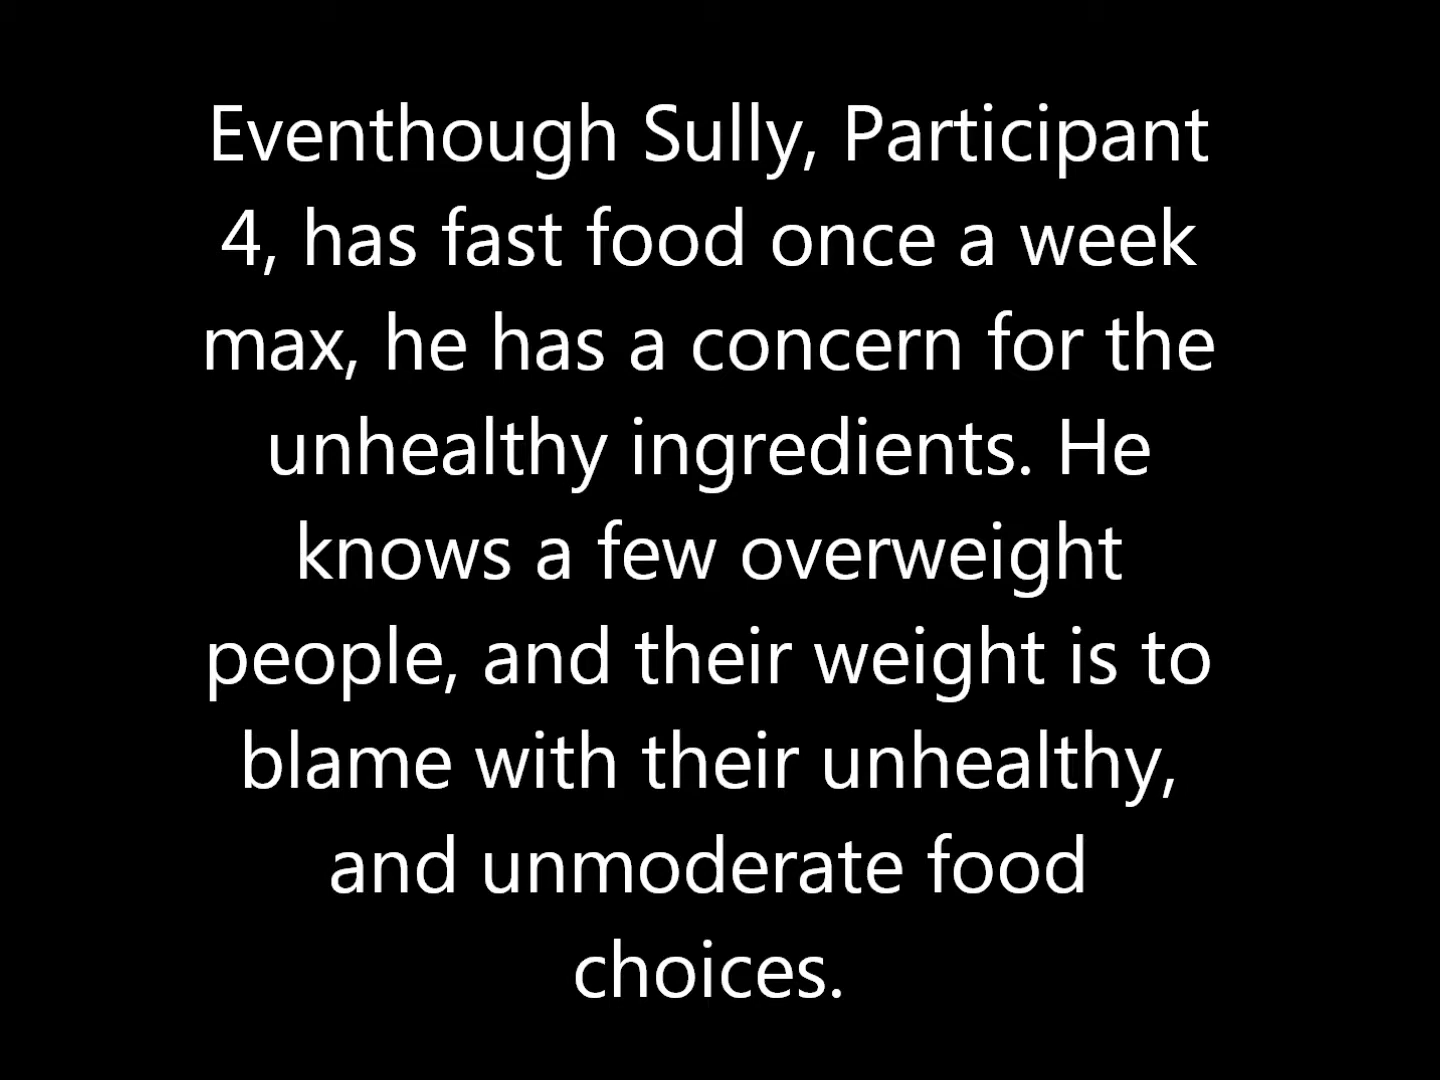 Eventhough Sully, Participant
4, has fast food once a week
max, he has a concern for the
unhealthy ingredients. He
knows a few overweight
people, and their weight is to
blame with their unhealthy,
and unmoderate food
choices.